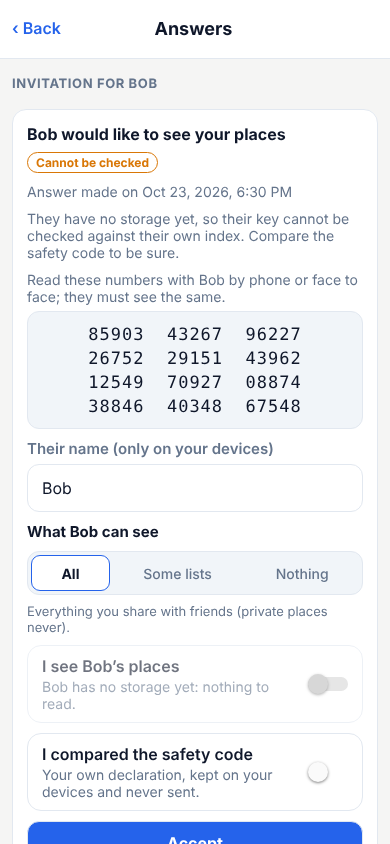 ‹ Back
Answers
INVITATION FOR BOB
Bob would like to see your places
Cannot be checked
Answer made on Oct 23, 2026, 6:30 PM
They have no storage yet, so their key cannot be
checked against their own index. Compare the
safety code to be sure.
Read these numbers with Bob by phone or face to
face; they must see the same.
85903 43267 96227
26752 29151 43962
12549 70927 08874
38846 40348 67548
Their name (only on your devices)
Bob
What Bob can see
All
Some lists
Nothing
Everything you share with friends (private places
never).
I see Bob's places
Bob has no storage yet: nothing to
read.
I compared the safety code
Your own declaration, kept on your
devices and never sent.
Accept